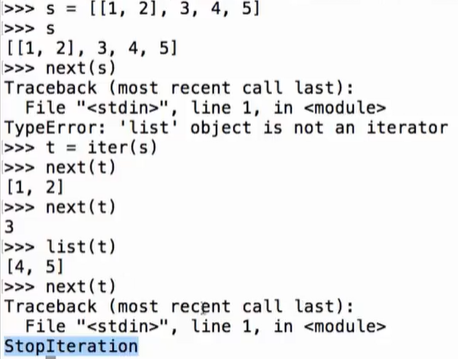 >>> s = [[1, 2], 3, 4, 5]
>>> s
[[1, 2], 3, 4, 5]
>>> next(s)
Traceback (most recent call last):
  File "<stdin>", line 1, in <module>
TypeError: 'list' object is not an iterator
>>> t = iter(s)
>>> next(t)
[1, 2]
>>> next(t)
3
>>> list(t)
[4, 5]
>>> next(t)
Traceback (most recent call last):
  File "<stdin>", line 1, in <module>
StopIteration